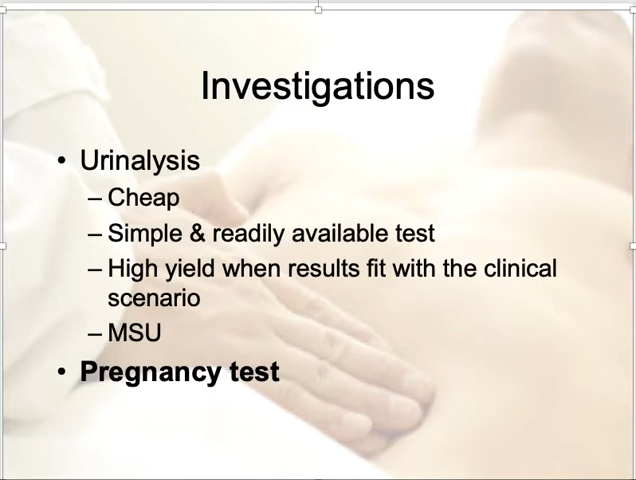 Investigations
• Urinalysis
– Cheap
– Simple & readily available test
– High yield when results fit with the clinical
scenario
– MSU
• Pregnancy test